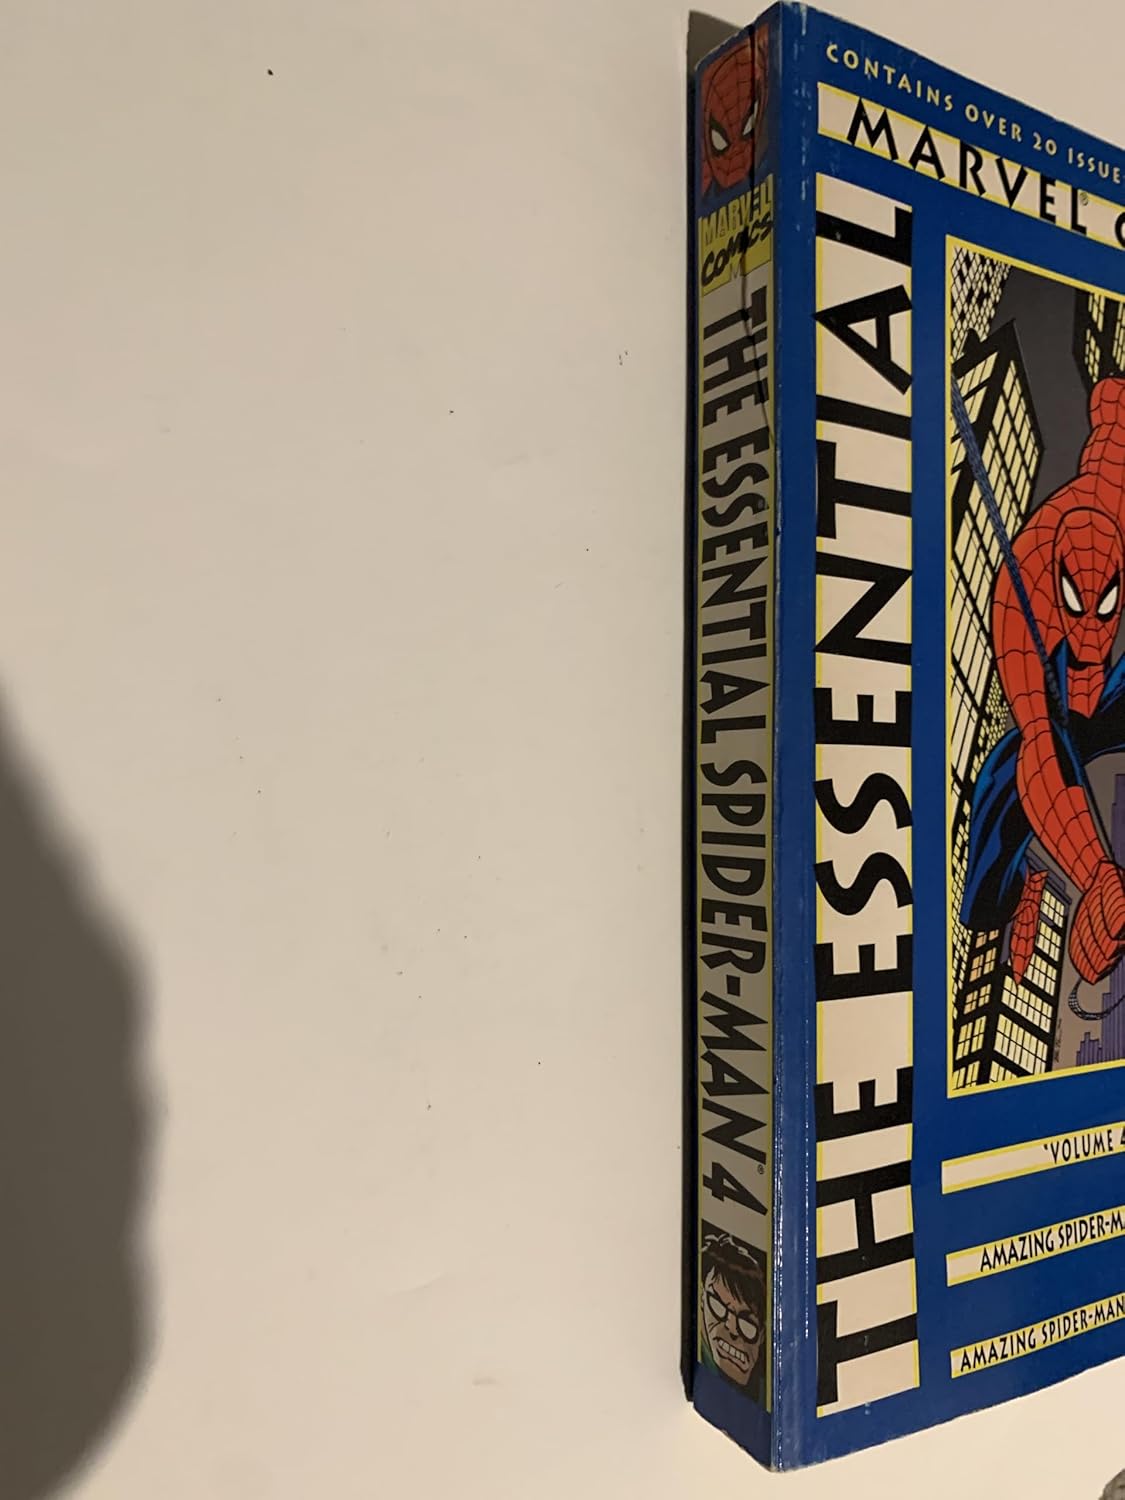 MARVEL
COMICS
THE ESSENTIAL SPIDER-MAN® 4
CONTAINS OVER 20 ISSUE
MARVEL®
THE ESSENTIAL
VOLUME 4
AMAZING SPIDER-MA
AMAZING SPIDER-MAN